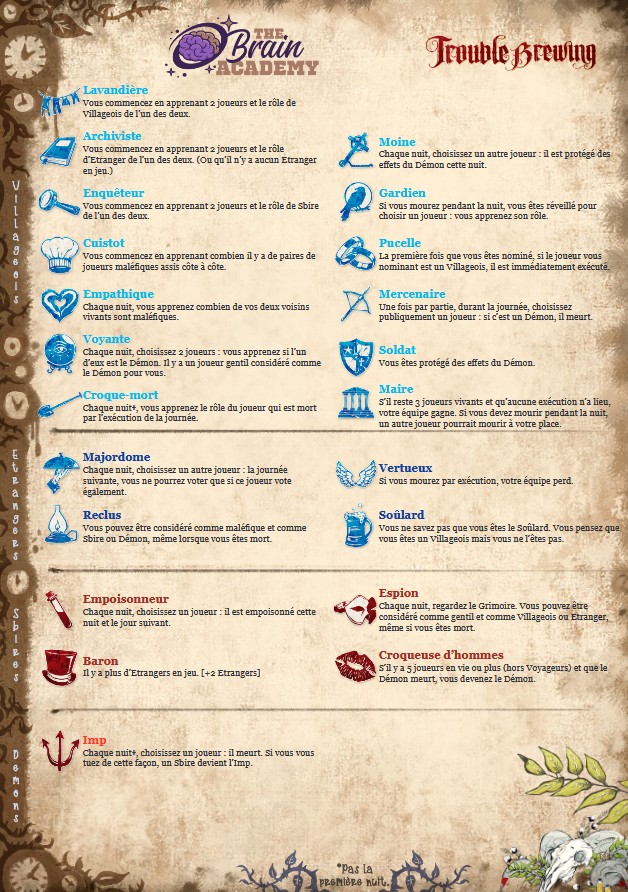 THE
Brain
ACADEMY
Trouble Brewing
Villageois
Lavandière
Vous commencez en apprenant 2 joueurs et le rôle de
Villageois de l'un des deux.
Archiviste
Vous commencez en apprenant 2 joueurs et le rôle
d'Etranger de l'un des deux. (Ou qu'il n'y a aucun Etranger
en jeu.)
Enquêteur
Vous commencez en apprenant 2 joueurs et le rôle de Sbire
de l'un des deux.
Cuistot
Vous commencez en apprenant combien il y a de paires de
joueurs maléfiques assis côte à côte.
Empathique
Chaque nuit, vous apprenez combien de vos deux voisins
vivants sont maléfiques.
Voyante
Chaque nuit, choisissez 2 joueurs : vous apprenez si l'un
d'eux est le Démon. Il y a un joueur gentil considéré comme
le Démon pour vous.
Croque-mort
Chaque nuit*, vous apprenez le rôle du joueur qui est mort
par l'exécution de la journée.
Moine
Chaque nuit, choisissez un autre joueur : il est protégé des
effets du Démon cette nuit.
Gardien
Si vous mourez pendant la nuit, vous êtes réveillé pour
choisir un joueur : vous apprenez son rôle.
Pucelle
La première fois que vous êtes nominé, si le joueur vous
nominant est un Villageois, il est immédiatement exécuté.
Mercenaire
Une fois par partie, durant la journée, choisissez
publiquement un joueur : si c'est un Démon, il meurt.
Soldat
Vous êtes protégé des effets du Démon.
Maire
S'il reste 3 joueurs vivants et qu'aucune exécution n'a lieu,
votre équipe gagne. Si vous devez mourir pendant la nuit,
un autre joueur pourrait mourir à votre place.
Etrangers
Majordome
Chaque nuit, choisissez un autre joueur : la journée
suivante, vous ne pourrez voter que si ce joueur vote
également.
Reclus
Vous pouvez être considéré comme maléfique et comme
Sbire ou Démon, même lorsque vous êtes mort.
Vertueux
Si vous mourez par exécution, votre équipe perd.
Soûlard
Vous ne savez pas que vous êtes le Soûlard. Vous pensez que
vous êtes un Villageois mais vous ne l'êtes pas.
Sbires
Empoisonneur
Chaque nuit, choisissez un joueur : il est empoisonné cette
nuit et le jour suivant.
Baron
Il y a plus d'Etrangers en jeu. [+2 Etrangers]
Espion
Chaque nuit, regardez le Grimoire. Vous pouvez être
considéré comme gentil et comme Villageois ou Etranger,
même si vous êtes mort.
Croqueuse d'hommes
S'il y a 5 joueurs en vie ou plus (hors Voyageurs) et que le
Démon meurt, vous devenez le Démon.
Demons
Imp
Chaque nuit*, choisissez un joueur : il meurt. Si vous vous
tuez de cette façon, un Sbire devient l'Imp.
*Pas la
première nuit.